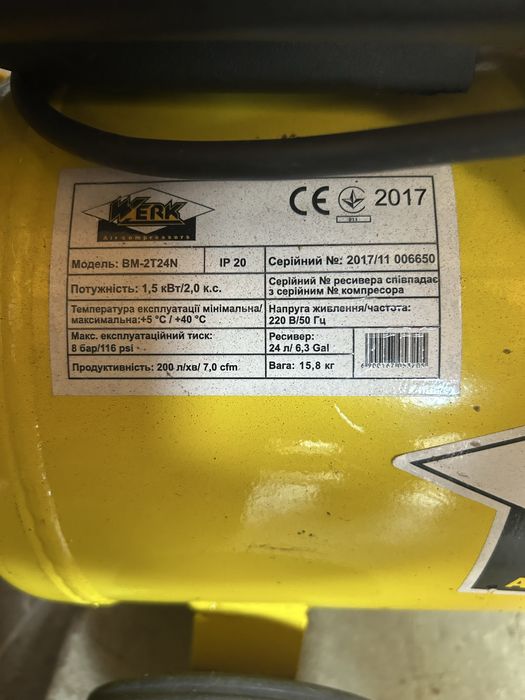 WERK
Air compressors
CE 2017
Модель: BM-2T24N
IP 20
Серійний №: 2017/11 006650
Потужність: 1,5 кВт/2,0 к.с.
Серійний № ресивера співпадає
з серійним № компресора
Температура експлуатації мінімальна/
максимальна:+5 °C / +40 °C
Напруга живлення/частота:
220 В/50 Гц
Макс. експлуатаційний тиск:
8 бар/116 psi
Ресивер:
24 л/ 6,3 Gal
Продуктивність: 200 л/хв/ 7,0 cfm
Вага: 15,8 кг